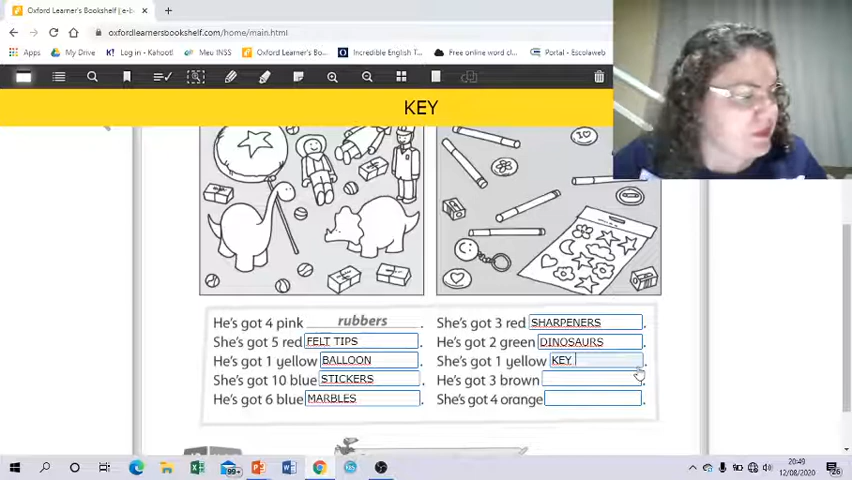 Oxford Learner's Bookshelf | e-b
oxfordlearnersbookshelf.com/home/main.html
Apps My Drive Log in - Kahoot! Meu INSS Oxford Learner's B... Incredible English T... Free online cloud c... Portal - Escolaweb
KEY
He's got 4 pink rubbers . She's got 3 red SHARPENERS .
She's got 5 red FELT TIPS . He's got 2 green DINOSAURS .
He's got 1 yellow BALLOON . She's got 1 yellow KEY .
She's got 10 blue STICKERS . He's got 3 brown .
He's got 6 blue MARBLES . She's got 4 orange .
99+
20:49
12/08/2020
26